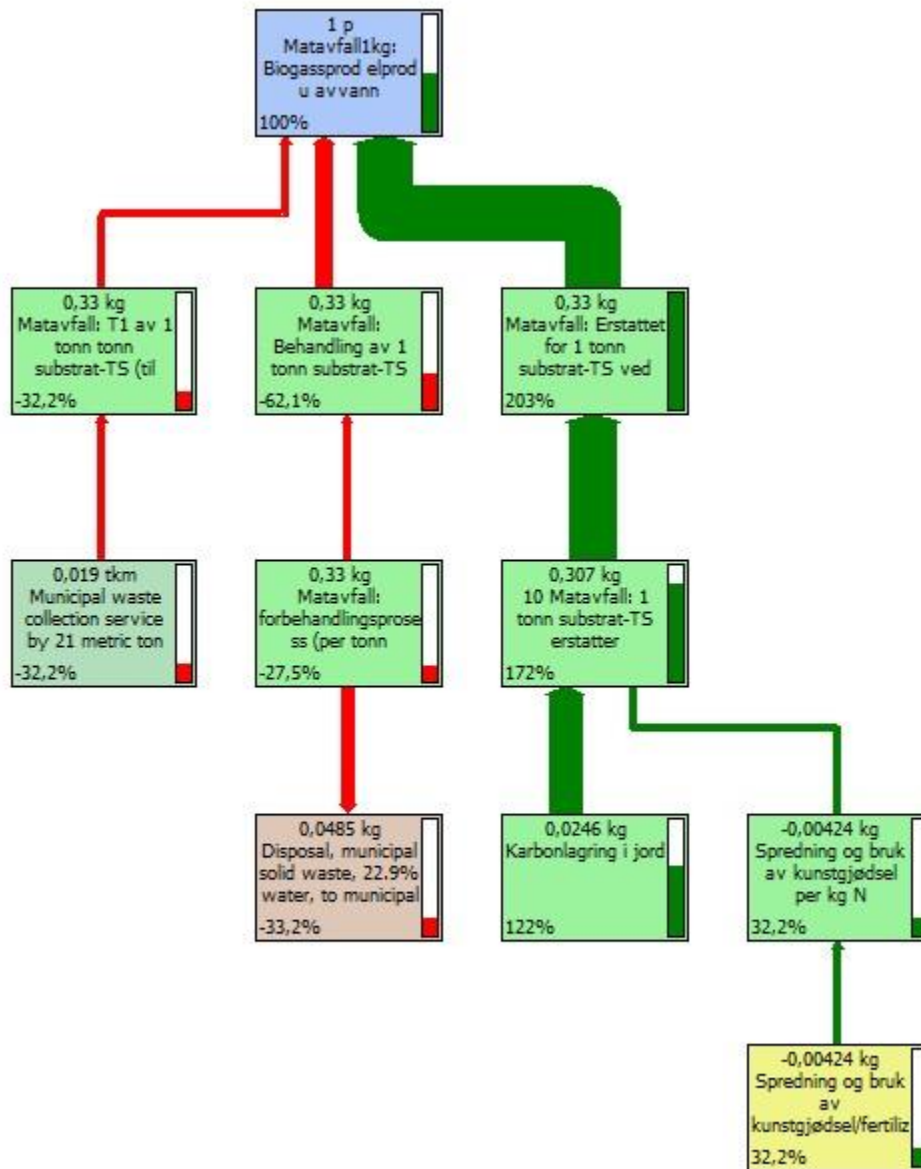 1 p
Matavfall1kg:
Biogassprod elprod
u avvann
100%
0,33 kg
Matavfall: T1 av 1
tonn tonn
substrat-TS (til
-32,2%
0,33 kg
Matavfall:
Behandling av 1
tonn substrat-TS
-62,1%
0,33 kg
Matavfall: Erstattet
for 1 tonn
substrat-TS ved
203%
0,019 tkm
Municipal waste
collection service
by 21 metric ton
-32,2%
0,33 kg
Matavfall:
forbehandlingsprose
ss (per tonn
-27,5%
0,307 kg
10 Matavfall: 1
tonn substrat-TS
erstatter
172%
0,0485 kg
Disposal, municipal
solid waste, 22.9%
water, to municipal
-33,2%
0,0246 kg
Karbonlagring i jord
122%
-0,00424 kg
Spredning og bruk
av kunstgjødsel
per kg N
32,2%
-0,00424 kg
Spredning og bruk
av
kunstgjødsel/fertiliz
32,2%